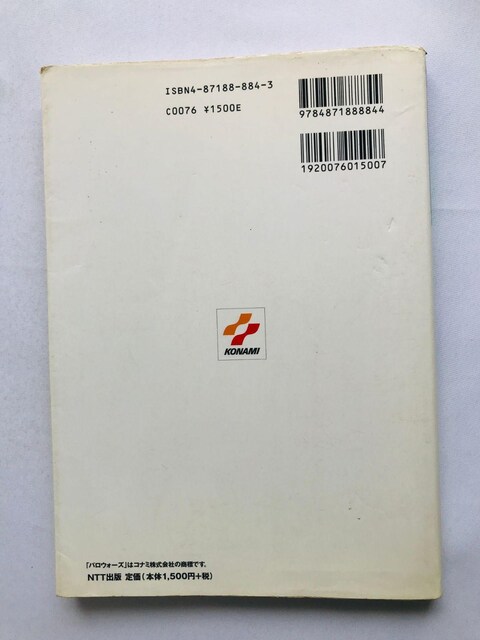 ISBN4-87188-884-3
C0076 ¥1500E
9784871888844
1920076015007
KONAMI
「パロウォーズ」はコナミ株式会社の商標です。
NTT出版 定価(本体1,500円+税)